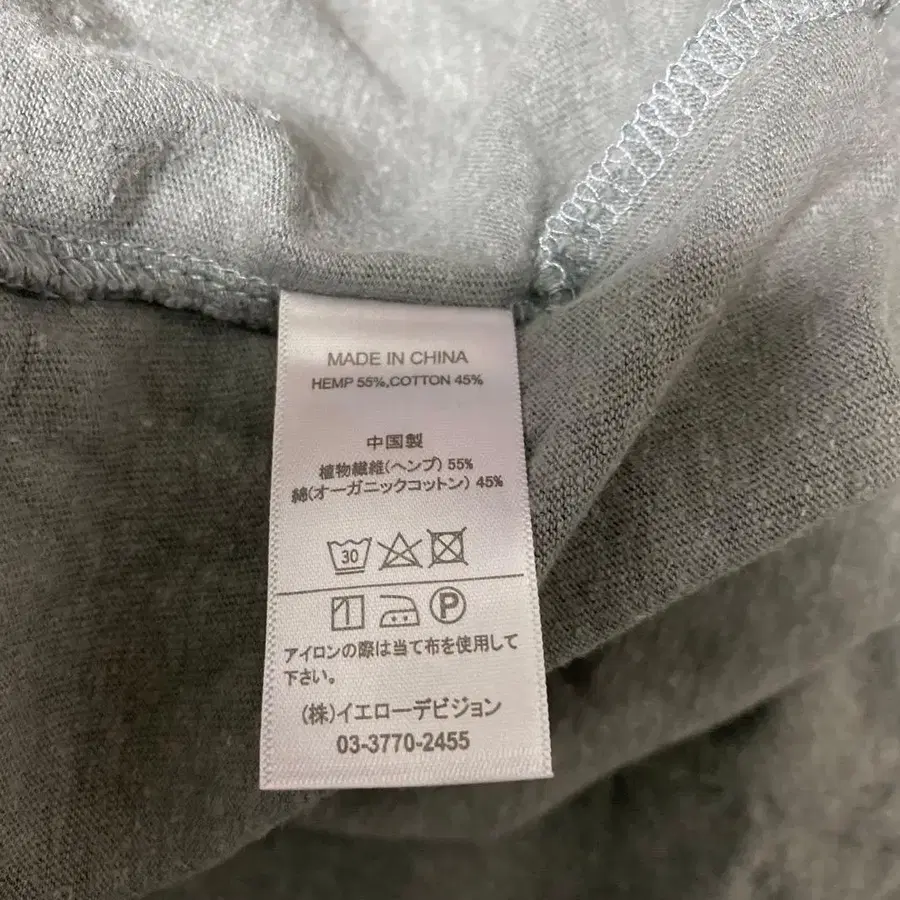 MADE IN CHINA
HEMP 55%,COTTON 45%
中国製
植物繊維(ヘンプ) 55%
綿(オーガニックコットン) 45%
30
P
アイロンの際は当て布を使用して
下さい。
(株)イエローデビジョン
03-3770-2455